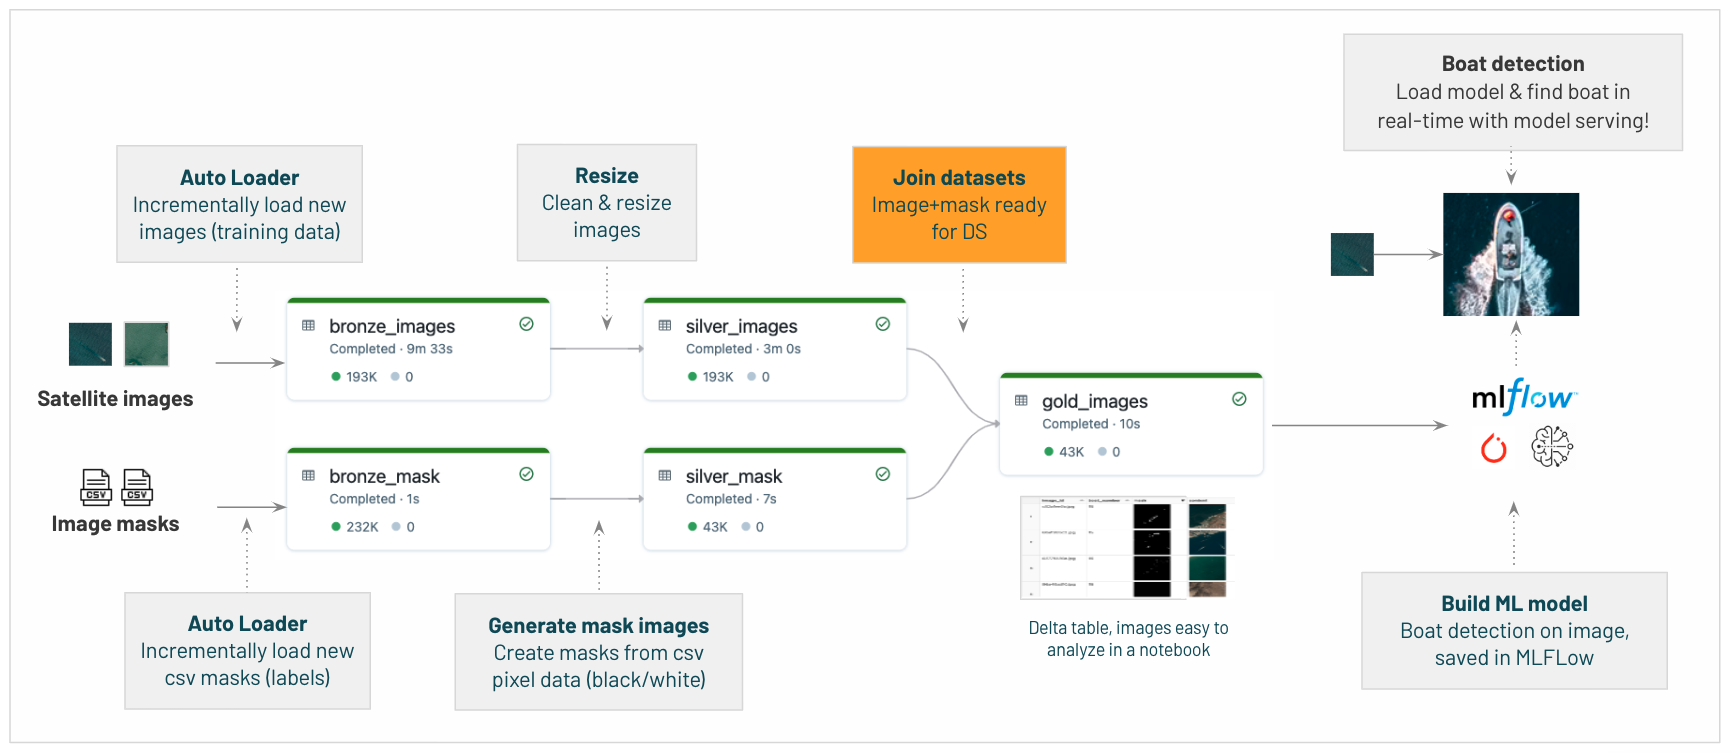 Boat detection
Load model & find boat in
real-time with model serving!
Auto Loader
Incrementally load new
images (training data)
Resize
Clean & resize
images
Join datasets
Image+mask ready
for DS
Satellite images
bronze_images
Completed · 9m 33s
193K 0
silver_images
Completed · 3m 0s
193K 0
gold_images
Completed · 10s
43K 0
mlflow
CSV CSV
Image masks
bronze_mask
Completed · 1s
232K 0
silver_mask
Completed · 7s
43K 0
Auto Loader
Incrementally load new
csv masks (labels)
Generate mask images
Create masks from csv
pixel data (black/white)
Delta table, images easy to
analyze in a notebook
Build ML model
Boat detection on image,
saved in MLFLow